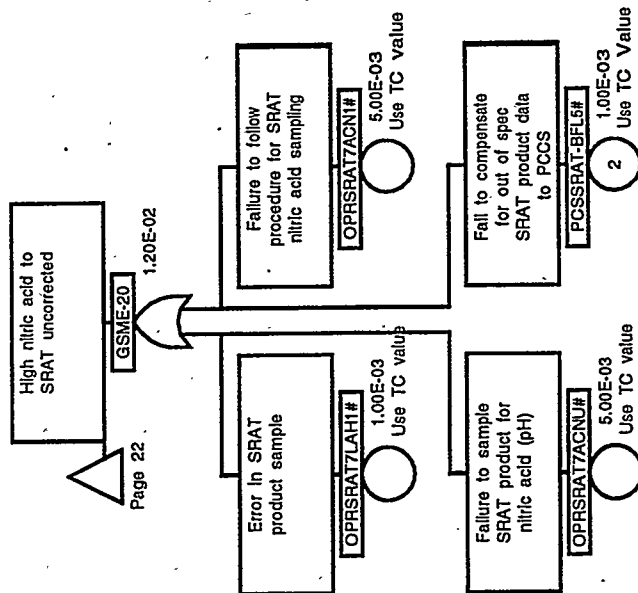 High nitric acid to
SRAT uncorrected
GSME-20
1.20E-02
Page 22
Error in SRAT
product sample
OPRSRAT7LAH1#
1.00E-03
Use TC value
Failure to follow
procedure for SRAT
nitric acid sampling
OPRSRAT7ACN1#
5.00E-03
Use TC value
Failure to sample
SRAT product for
nitric acid (pH)
OPRSRAT7ACNU#
5.00E-03
Use TC value
Fail to compensate
for out of spec
SRAT product data
to PCCS
PCSSRAT-BFL5#
2
1.00E-03
Use TC Value